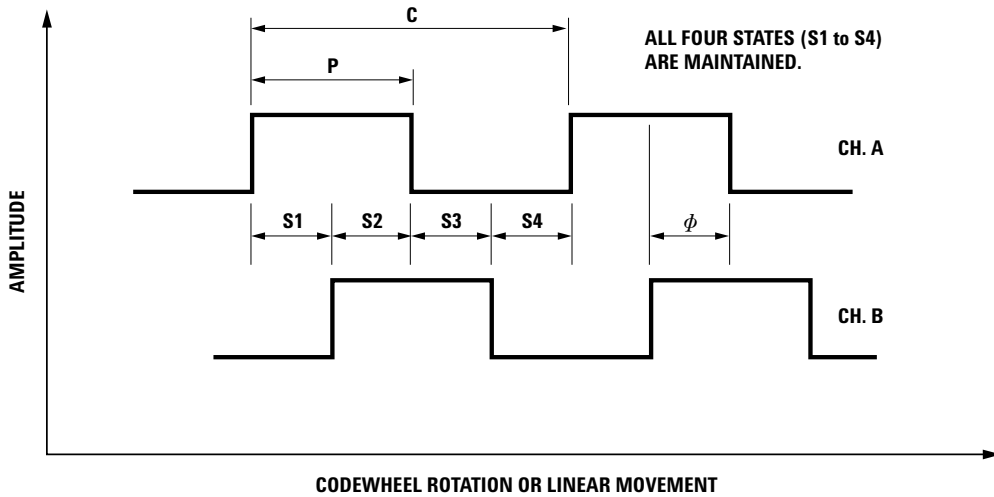 C
ALL FOUR STATES (S1 to S4)
ARE MAINTAINED.
P
CH. A
AMPLITUDE
S1 S2 S3 S4 ϕ
CH. B
CODEWHEEL ROTATION OR LINEAR MOVEMENT